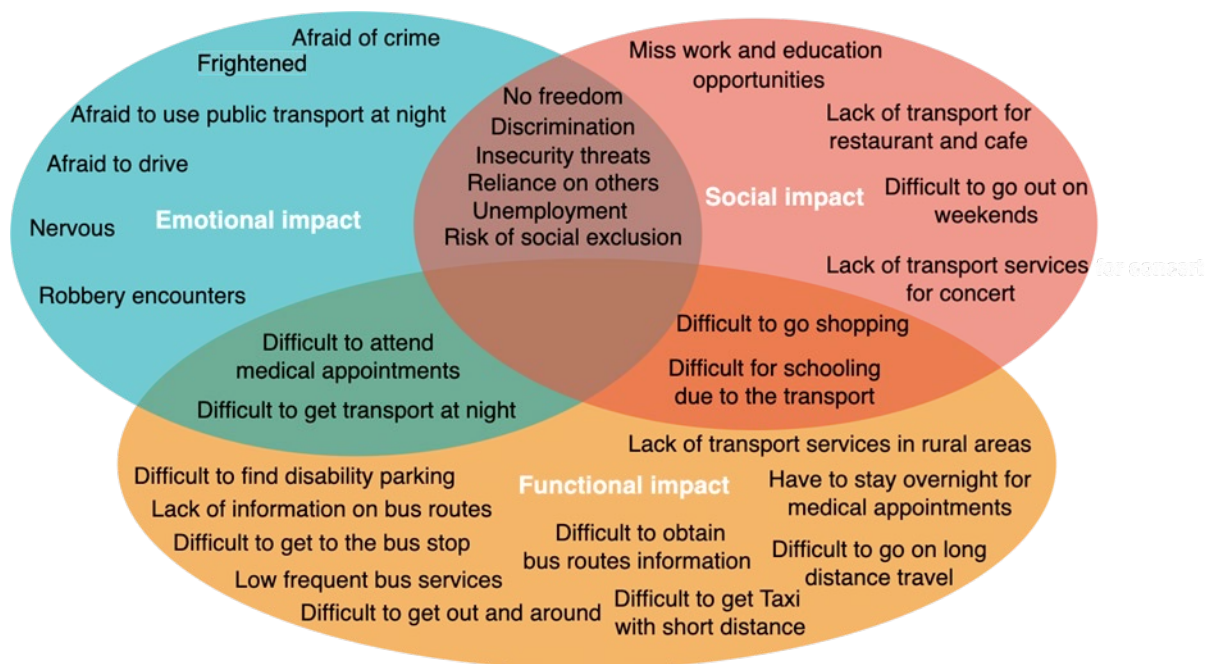 Afraid of crime
Frightened
Afraid to use public transport at night
Afraid to drive
Nervous
Emotional impact
Robbery encounters
No freedom
Discrimination
Insecurity threats
Reliance on others
Unemployment
Risk of social exclusion
Miss work and education
opportunities
Lack of transport for
restaurant and cafe
Social impact
Difficult to go out on
weekends
Lack of transport services
for concert
for concert
Difficult to attend
medical appointments
Difficult to get transport at night
Difficult to go shopping
Difficult for schooling
due to the transport
Lack of transport services in rural areas
Functional impact
Difficult to find disability parking
Lack of information on bus routes
Difficult to get to the bus stop
Low frequent bus services
Difficult to get out and around
Difficult to obtain
bus routes information
Difficult to get Taxi
with short distance
Have to stay overnight for
medical appointments
Difficult to go on long
distance travel